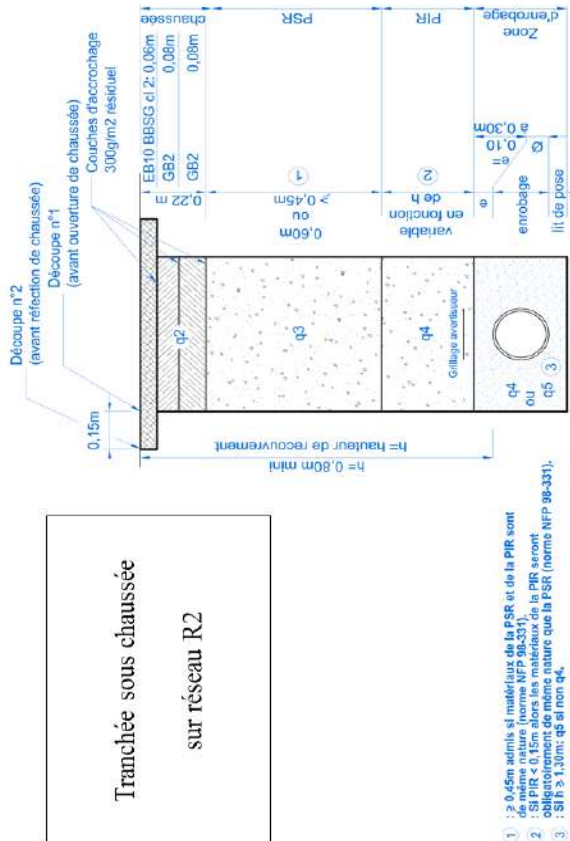 Découpe n°2
(avant réfection de chaussée)
Découpe n°1
(avant ouverture de chaussée)
Couches d'accrochage
300g/m2 résiduel
0,15m
EB10 BBSG cl 2: 0,06m
GB2 0,08m
GB2 0,08m
0,22 m
chaussée
q2
q3
1
≥ 0,45m
ou
0,60m
PSR
q4
2
variable
en fonction
de h
PIR
Grillage avertisseur
q4
ou
q5
3
e
e=
0,10
à 0,30m
Ø
enrobage
lit de pose
Zone
d'enrobage
h= hauteur de recouvrement
h= 0,80m mini
Tranchée sous chaussée
sur réseau R2
1 : ≥ 0,45m admis si matériaux de la PSR et de la PIR sont
de même nature (norme NFP 98-331).
2 : Si PIR < 0,15m alors les matériaux de la PIR seront
obligatoirement de même nature que la PSR (norme NFP 98-331).
3 : Si h ≥ 1,30m: q5 si non q4.